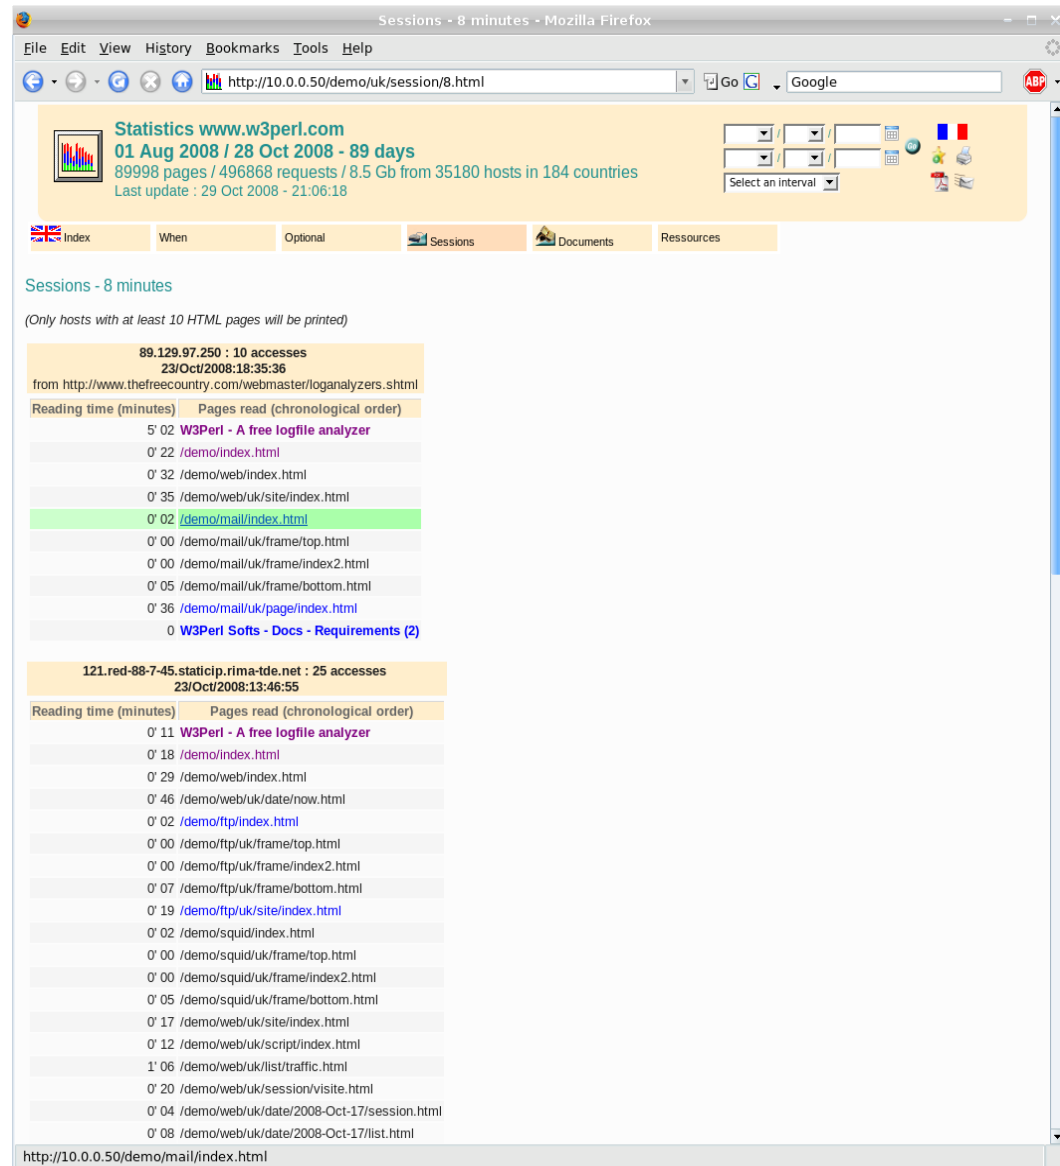 Sessions - 8 minutes - Mozilla Firefox
File Edit View History Bookmarks Tools Help
http://10.0.0.50/demo/uk/session/8.html Go G Google ABP
Statistics www.w3perl.com
01 Aug 2008 / 28 Oct 2008 - 89 days
89998 pages / 496868 requests / 8.5 Gb from 35180 hosts in 184 countries
Last update : 29 Oct 2008 - 21:06:18
/ /
/ /
Go
Select an interval
Index When Optional Sessions Documents Ressources
Sessions - 8 minutes
(Only hosts with at least 10 HTML pages will be printed)
89.129.97.250 : 10 accesses
23/Oct/2008:18:35:36
from http://www.thefreecountry.com/webmaster/loganalyzers.shtml
Reading time (minutes) Pages read (chronological order)
5' 02 W3Perl - A free logfile analyzer
0' 22 /demo/index.html
0' 32 /demo/web/index.html
0' 35 /demo/web/uk/site/index.html
0' 02 /demo/mail/index.html
0' 00 /demo/mail/uk/frame/top.html
0' 00 /demo/mail/uk/frame/index2.html
0' 05 /demo/mail/uk/frame/bottom.html
0' 36 /demo/mail/uk/page/index.html
0 W3Perl Softs - Docs - Requirements (2)
121.red-88-7-45.staticip.rima-tde.net : 25 accesses
23/Oct/2008:13:46:55
Reading time (minutes) Pages read (chronological order)
0' 11 W3Perl - A free logfile analyzer
0' 18 /demo/index.html
0' 29 /demo/web/index.html
0' 46 /demo/web/uk/date/now.html
0' 02 /demo/ftp/index.html
0' 00 /demo/ftp/uk/frame/top.html
0' 00 /demo/ftp/uk/frame/index2.html
0' 07 /demo/ftp/uk/frame/bottom.html
0' 19 /demo/ftp/uk/site/index.html
0' 02 /demo/squid/index.html
0' 00 /demo/squid/uk/frame/top.html
0' 00 /demo/squid/uk/frame/index2.html
0' 05 /demo/squid/uk/frame/bottom.html
0' 17 /demo/web/uk/site/index.html
0' 12 /demo/web/uk/script/index.html
1' 06 /demo/web/uk/list/traffic.html
0' 20 /demo/web/uk/session/visite.html
0' 04 /demo/web/uk/date/2008-Oct-17/session.html
0' 08 /demo/web/uk/date/2008-Oct-17/list.html
http://10.0.0.50/demo/mail/index.html